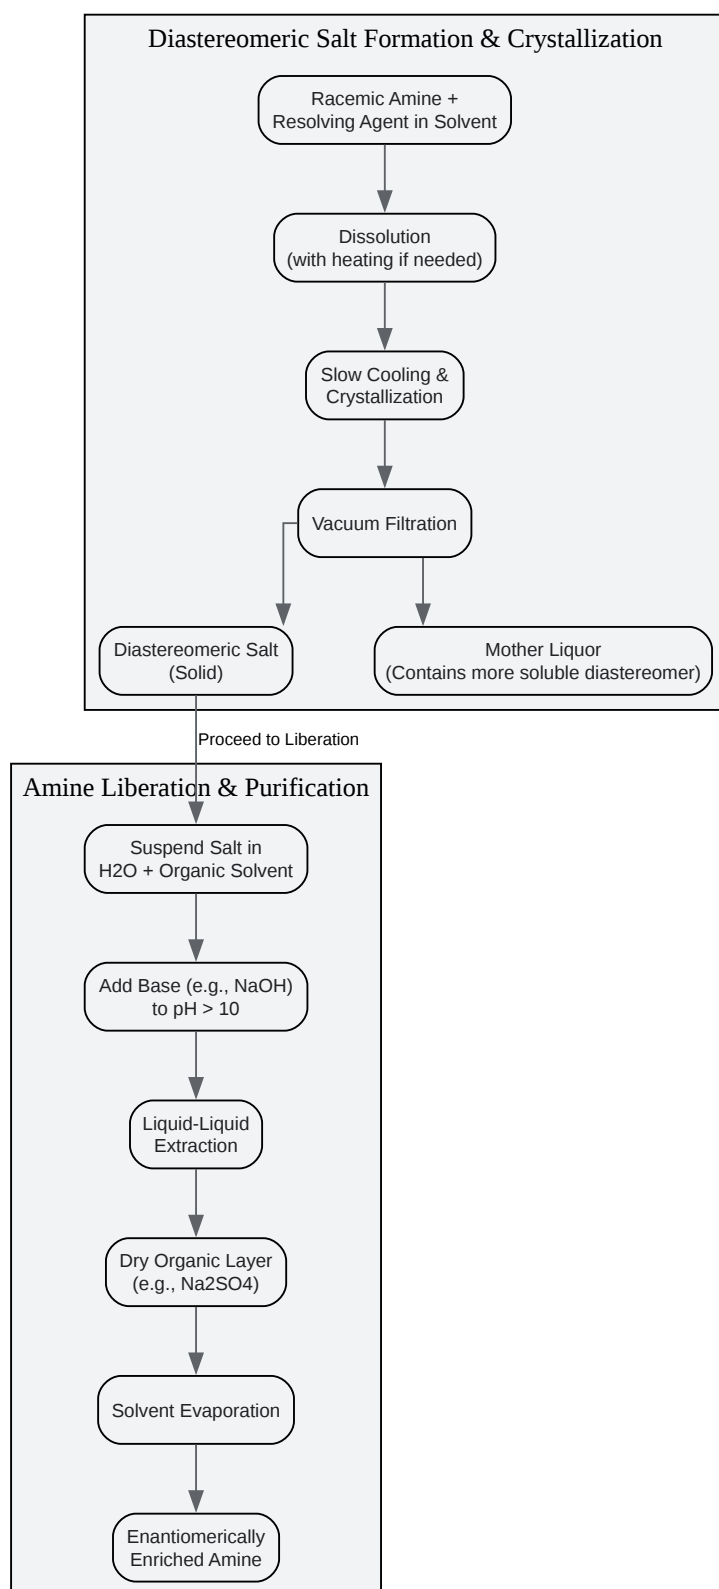 Diastereomeric Salt Formation & Crystallization
Racemic Amine +
Resolving Agent in Solvent
Dissolution
(with heating if needed)
Slow Cooling &
Crystallization
Vacuum Filtration
Diastereomeric Salt
(Solid)
Mother Liquor
(Contains more soluble diastereomer)
Proceed to Liberation
Amine Liberation & Purification
Suspend Salt in
H2O + Organic Solvent
Add Base (e.g., NaOH)
to pH > 10
Liquid-Liquid
Extraction
Dry Organic Layer
(e.g., Na2SO4)
Solvent Evaporation
Enantiomerically
Enriched Amine